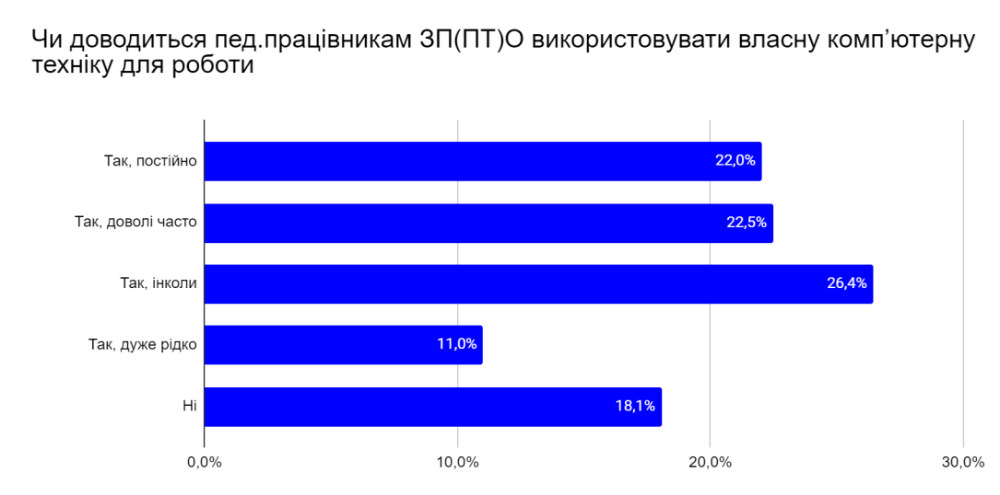 Чи доводиться пед.працівникам ЗП(ПТ)О використовувати власну комп’ютерну
техніку для роботи
Так, постійно
22,0%
Так, доволі часто
22,5%
Так, інколи
26,4%
Так, дуже рідко
11,0%
Ні
18,1%
0,0%
10,0%
20,0%
30,0%